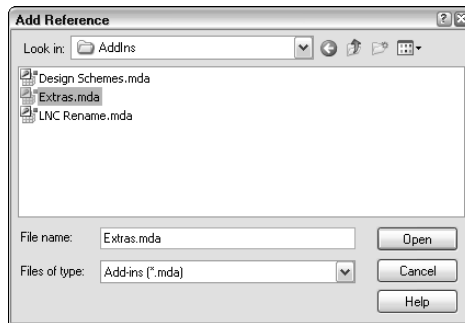 Add Reference
Look in: AddIns
Design Schemes.mda
Extras.mda
LNC Rename.mda
File name: Extras.mda Open
Files of type: Add-ins (*.mda) Cancel
Help